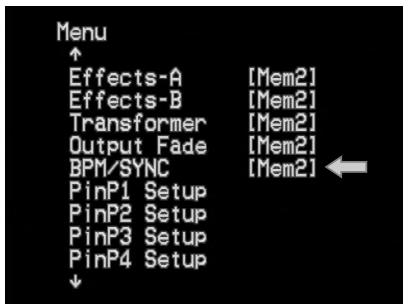 Menu
↑
Effects-A [Mem2]
Effects-B [Mem2]
Transformer [Mem2]
Output Fade [Mem2]
BPM/SYNC [Mem2]
PinP1 Setup
PinP2 Setup
PinP3 Setup
PinP4 Setup
↓